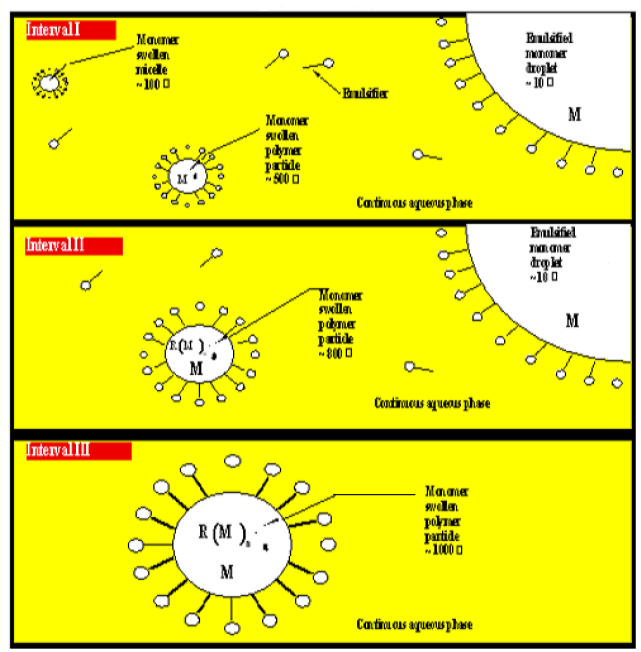 Interval I
Monomer
swollen
micelle
~ 100 □
Emulsifier
Monomer
swollen
polymer
particle
~ 500 □
M
Emulsified
monomer
droplet
~ 10 □
M
Continuous aqueous phase
Interval II
Monomer
swollen
polymer
particle
~ 800 □
R(M)
M
Emulsified
monomer
droplet
~10 □
M
Continuous aqueous phase
Interval III
Monomer
swollen
polymer
particle
~ 1000 □
R (M )
M
Continuous aqueous phase